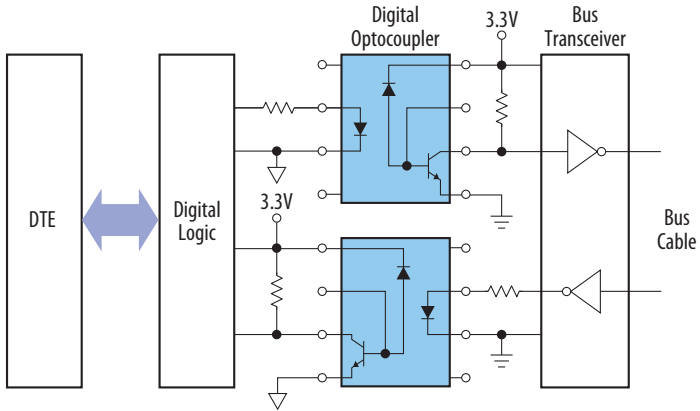 Digital
Optocoupler
3.3V
Bus
Transceiver
DTE
Digital
Logic
3.3V
Bus
Cable